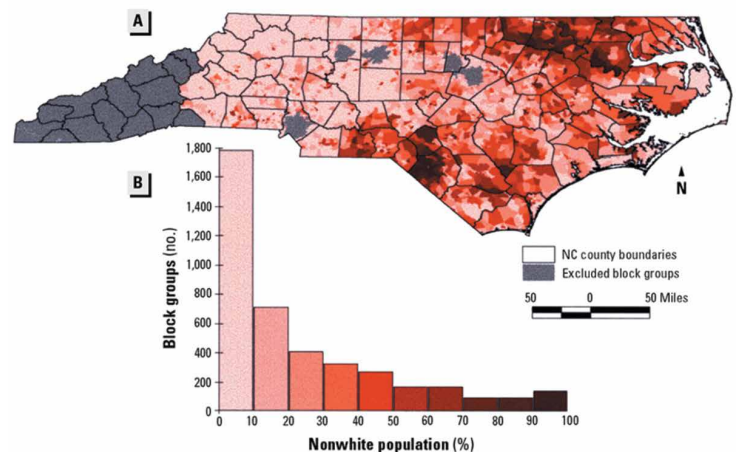 A
N
NC county boundaries
Excluded block groups
50 0 50 Miles
B
Block groups (no.)
1,800
1,600
1,400
1,200
1,000
800
600
400
200
0
0 10 20 30 40 50 60 70 80 90 100
Nonwhite population (%)